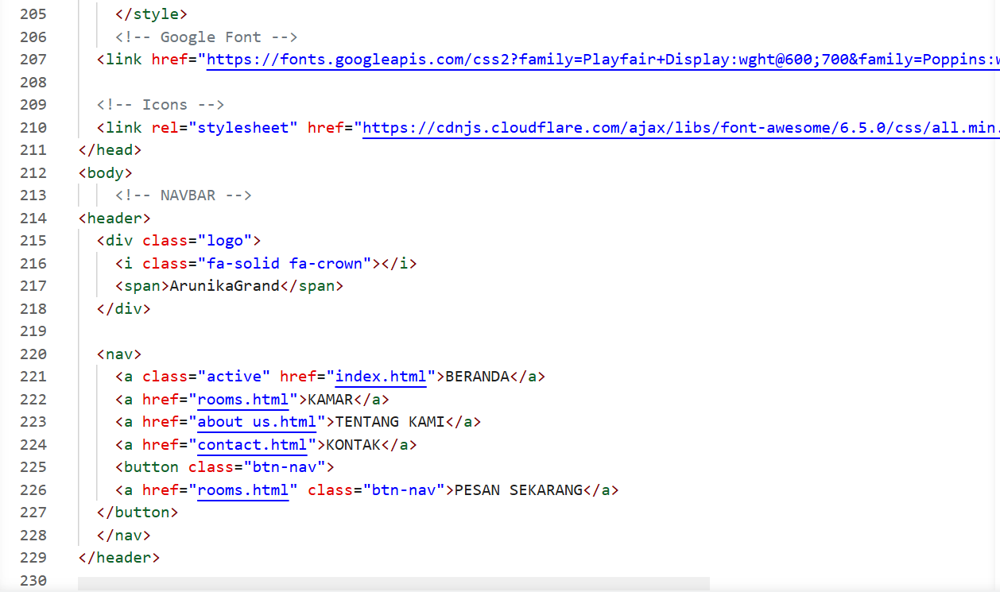 205 </style>
206 <!-- Google Font -->
207 <link href="https://fonts.googleapis.com/css2?family=Playfair+Display:wght@600;700&family=Poppins:w
208
209 <!-- Icons -->
210 <link rel="stylesheet" href="https://cdnjs.cloudflare.com/ajax/libs/font-awesome/6.5.0/css/all.min.
211 </head>
212 <body>
213 <!-- NAVBAR -->
214 <header>
215 <div class="logo">
216 <i class="fa-solid fa-crown"></i>
217 <span>ArunikaGrand</span>
218 </div>
219
220 <nav>
221 <a class="active" href="index.html">BERANDA</a>
222 <a href="rooms.html">KAMAR</a>
223 <a href="about us.html">TENTANG KAMI</a>
224 <a href="contact.html">KONTAK</a>
225 <button class="btn-nav">
226 <a href="rooms.html" class="btn-nav">PESAN SEKARANG</a>
227 </button>
228 </nav>
229 </header>
230